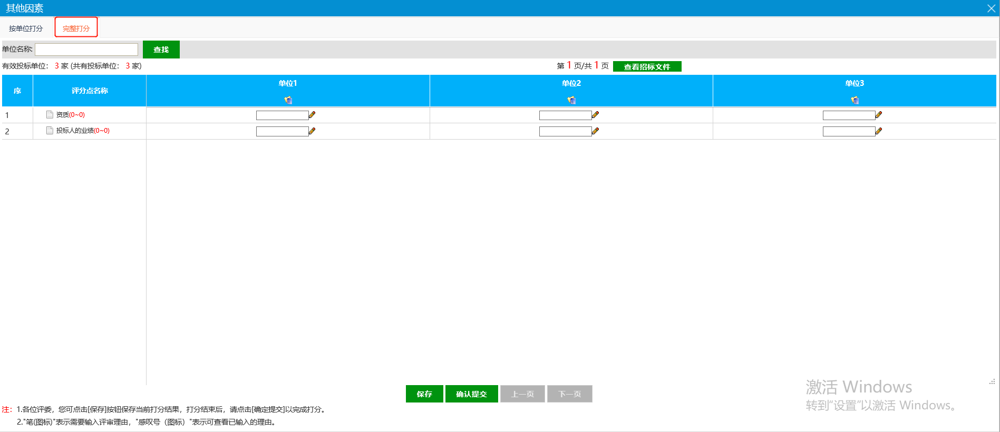 其他因素
按单位打分 完整打分
单位名称: 查找
有效投标单位： 3 家 (共有投标单位： 3 家) 第 1 页/共 1 页 查看招标文件
序 评分点名称 单位1 单位2 单位3
1 资质(0~0)
2 投标人的业绩(0~0)
保存 确认提交 上一页 下一页
激活 Windows
转到"设置"以激活 Windows。
注：1.各位评委，您可点击[保存]按钮保存当前打分结果，打分结束后，请点击[确定提交]以完成打分。
2."笔(图标)"表示需要输入评审理由，"感叹号（图标）"表示可查看已输入的理由。